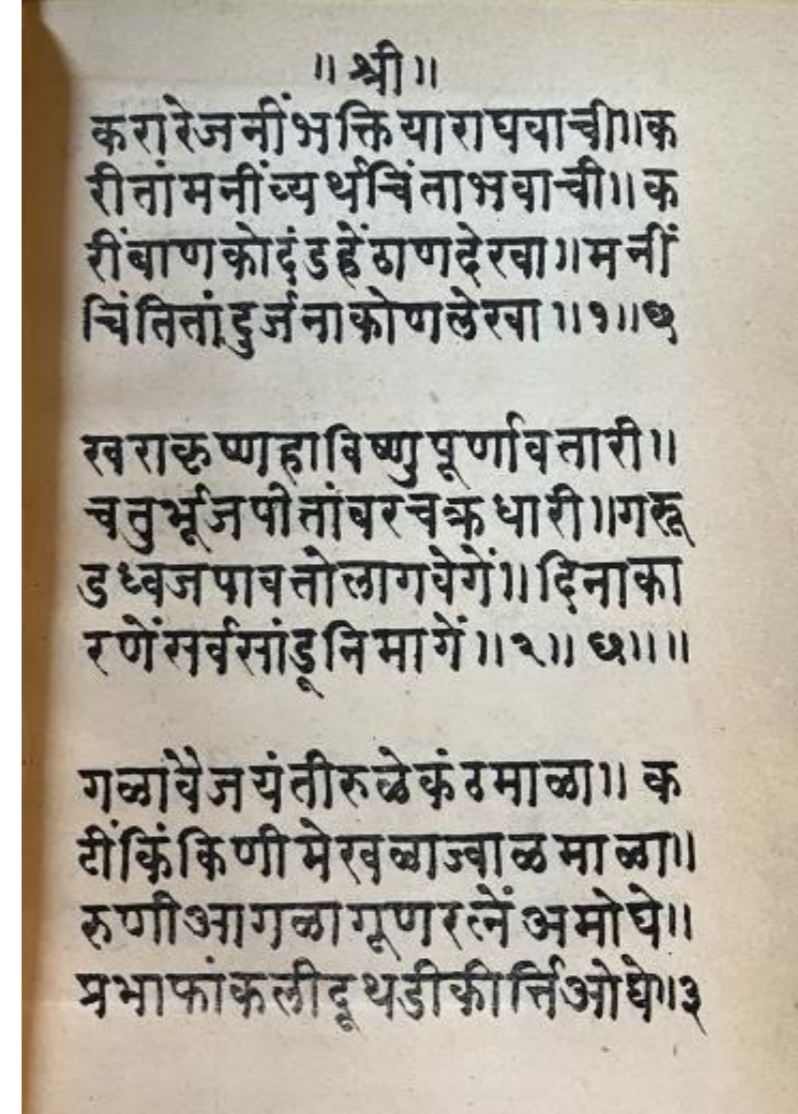 ॥ श्री ॥
करारेजनींभक्तियाराघवाची॥क
रीतांमनींव्यर्थचिंताभवाची॥क
रींबाणकोदंडहेंठाणदेखा॥मनीं
चिंतितांदुर्जनाकोणलेखा॥१॥छ
खराकृष्णहाविष्णुपूर्णावतारी॥
चतुर्भूजपीतांबरचक्रधारी॥गरू
डध्वजपावतोलागवेगें॥दिनाका
रणेंसर्वसांडूनिमागें॥२॥छ॥॥
गळांवैजयंतीरुळेकंठमाळा॥क
टींकिंकिणीमेखळाज्वाळमाळा॥
रुणीआगळागूणरत्नेंअमोघे॥
प्रभाफांकलीदूथडीकीर्त्तिओघे॥३